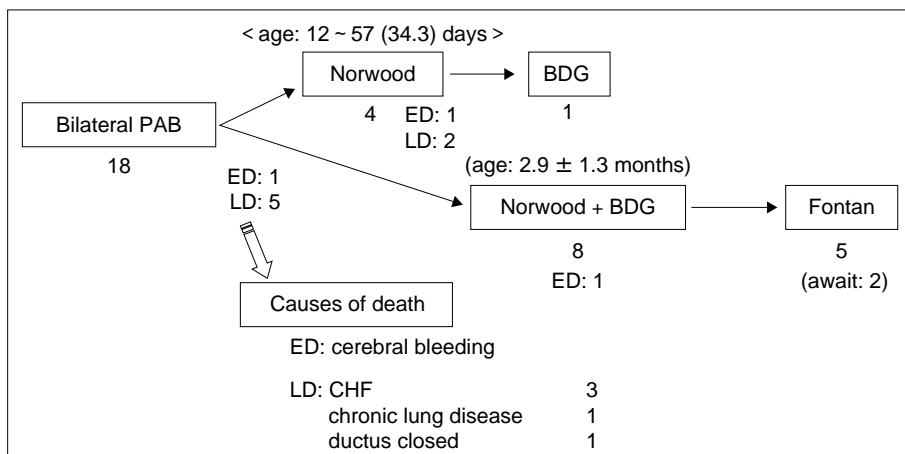 < age: 12 ~ 57 (34.3) days >
Norwood
BDG
4
ED: 1
LD: 2
1
Bilateral PAB
18
ED: 1
LD: 5
(age: 2.9 ± 1.3 months)
Norwood + BDG
Fontan
8
5
ED: 1
(await: 2)
Causes of death
ED: cerebral bleeding
LD: CHF 3
chronic lung disease 1
ductus closed 1